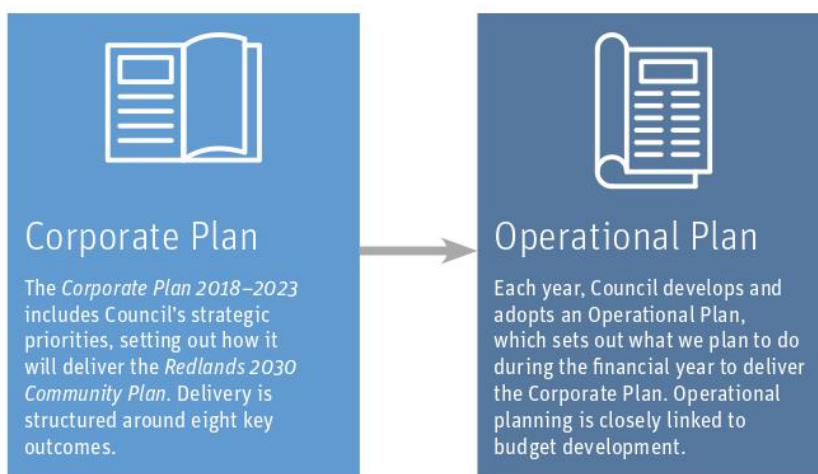 Corporate Plan
The Corporate Plan 2018–2023
includes Council's strategic
priorities, setting out how it
will deliver the Redlands 2030
Community Plan. Delivery is
structured around eight key
outcomes.
Operational Plan
Each year, Council develops and
adopts an Operational Plan,
which sets out what we plan to do
during the financial year to deliver
the Corporate Plan. Operational
planning is closely linked to
budget development.